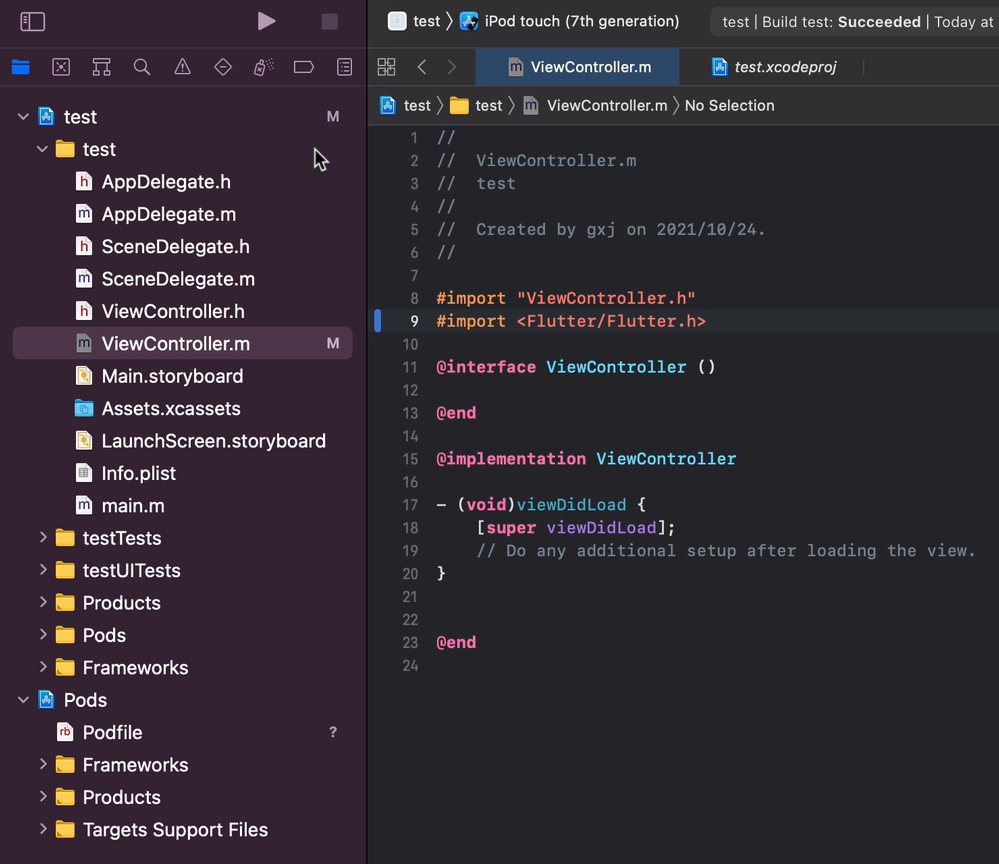 test 〉 iPod touch (7th generation)
test | Build test: Succeeded | Today at
ViewController.m
test.xcodeproj
test 〉 test 〉 m ViewController.m 〉 No Selection
test M
test
h AppDelegate.h
m AppDelegate.m
h SceneDelegate.h
m SceneDelegate.m
h ViewController.h
m ViewController.m M
Main.storyboard
Assets.xcassets
LaunchScreen.storyboard
Info.plist
m main.m
testTests
testUITests
Products
Pods
Frameworks
Pods
rb Podfile ?
Frameworks
Products
Targets Support Files
1 //
2 //  ViewController.m
3 //  test
4 //
5 //  Created by gxj on 2021/10/24.
6 //
7
8 #import "ViewController.h"
9 #import <Flutter/Flutter.h>
10
11 @interface ViewController ()
12
13 @end
14
15 @implementation ViewController
16
17 - (void)viewDidLoad {
18     [super viewDidLoad];
19     // Do any additional setup after loading the view.
20 }
21
22
23 @end
24